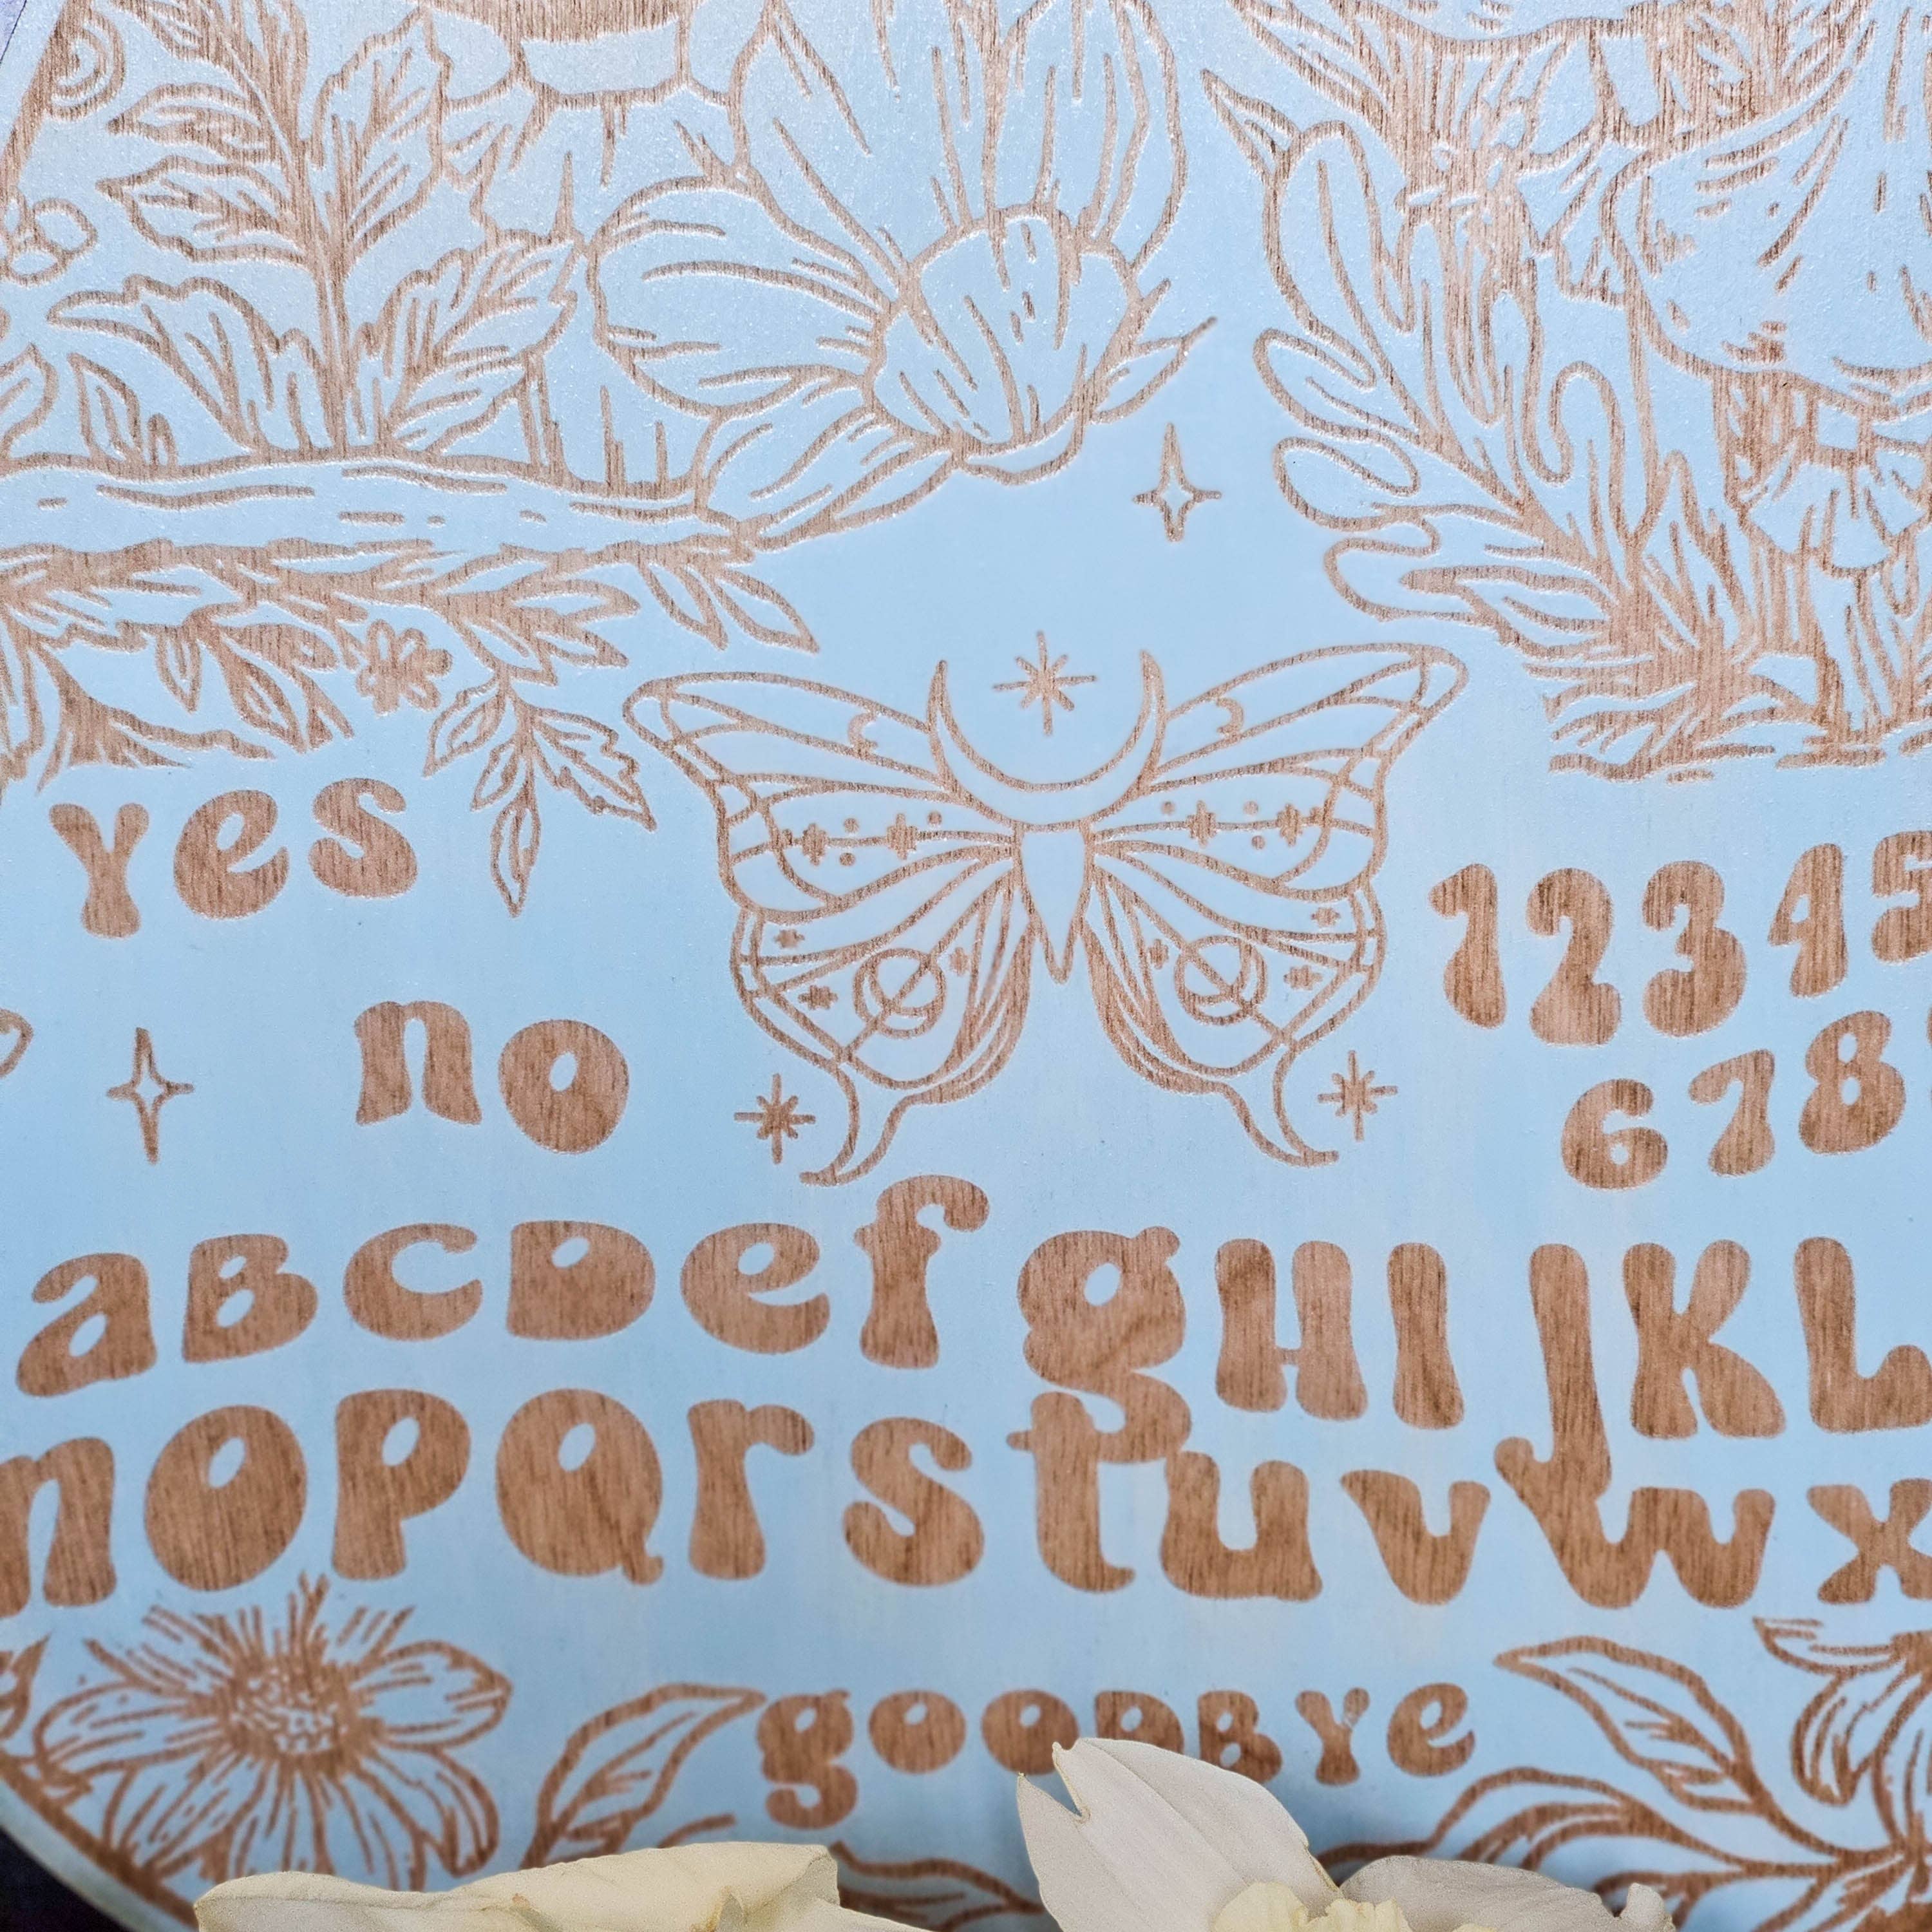 yes
12345
no
678
aBCDefgHIJKL
nOPQrstuvwx
gOODBYe